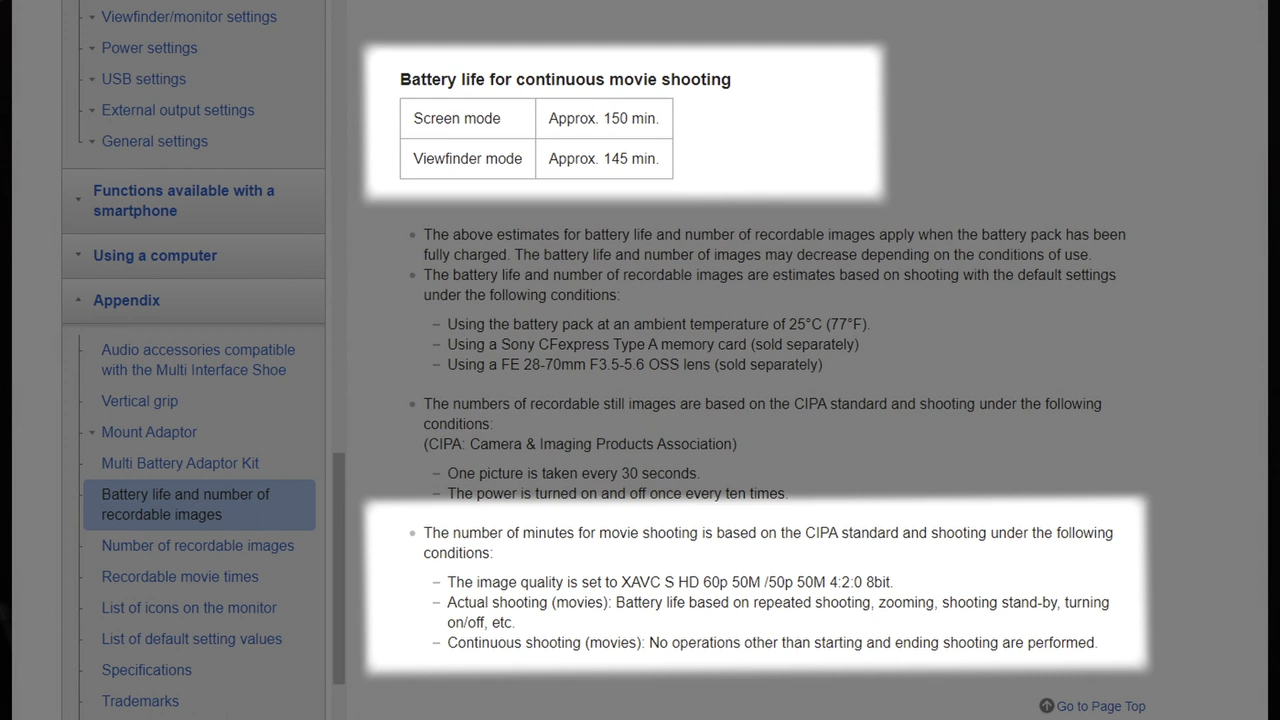 Viewfinder/monitor settings
Power settings
USB settings
External output settings
General settings
Functions available with a
smartphone
Using a computer
Appendix
Audio accessories compatible
with the Multi Interface Shoe
Vertical grip
Mount Adaptor
Multi Battery Adaptor Kit
Battery life and number of
recordable images
Number of recordable images
Recordable movie times
List of icons on the monitor
List of default setting values
Specifications
Trademarks
Battery life for continuous movie shooting
Screen mode Approx. 150 min.
Viewfinder mode Approx. 145 min.
The above estimates for battery life and number of recordable images apply when the battery pack has been
fully charged. The battery life and number of images may decrease depending on the conditions of use.
The battery life and number of recordable images are estimates based on shooting with the default settings
under the following conditions:
– Using the battery pack at an ambient temperature of 25°C (77°F).
– Using a Sony CFexpress Type A memory card (sold separately)
– Using a FE 28-70mm F3.5-5.6 OSS lens (sold separately)
The numbers of recordable still images are based on the CIPA standard and shooting under the following
conditions:
(CIPA: Camera & Imaging Products Association)
– One picture is taken every 30 seconds.
– The power is turned on and off once every ten times.
The number of minutes for movie shooting is based on the CIPA standard and shooting under the following
conditions:
– The image quality is set to XAVC S HD 60p 50M /50p 50M 4:2:0 8bit.
– Actual shooting (movies): Battery life based on repeated shooting, zooming, shooting stand-by, turning
on/off, etc.
– Continuous shooting (movies): No operations other than starting and ending shooting are performed.
Go to Page Top